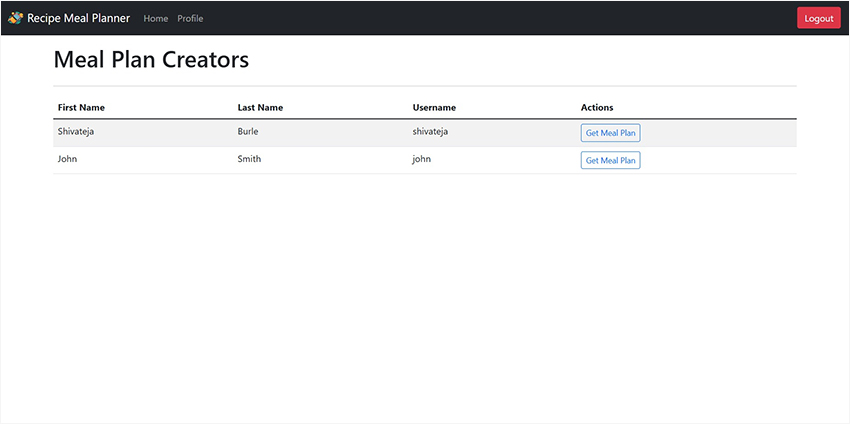 Recipe Meal Planner Home Profile Logout
Meal Plan Creators
First Name Last Name Username Actions
Shivateja Burle shivateja Get Meal Plan
John Smith john Get Meal Plan